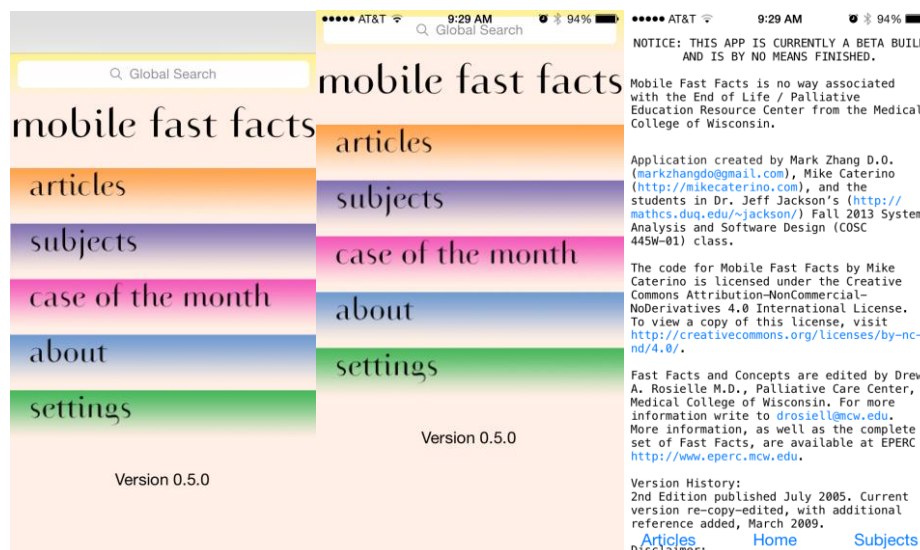 Global Search
mobile fast facts
articles
subjects
case of the month
about
settings
Version 0.5.0
AT&T 9:29 AM 94%
Global Search
mobile fast facts
articles
subjects
case of the month
about
settings
Version 0.5.0
AT&T 9:29 AM 94%
NOTICE: THIS APP IS CURRENTLY A BETA BUIL
AND IS BY NO MEANS FINISHED.
Mobile Fast Facts is no way associated
with the End of Life / Palliative
Education Resource Center from the Medical
College of Wisconsin.
Application created by Mark Zhang D.O.
(markzhangdo@gmail.com), Mike Caterino
(http://mikecaterino.com), and the
students in Dr. Jeff Jackson's (http://
mathcs.duq.edu/~jackson/) Fall 2013 System
Analysis and Software Design (COSC
445W-01) class.
The code for Mobile Fast Facts by Mike
Caterino is licensed under the Creative
Commons Attribution-NonCommercial-
NoDerivatives 4.0 International License.
To view a copy of this license, visit
http://creativecommons.org/licenses/by-nc-
nd/4.0/.
Fast Facts and Concepts are edited by Drew
A. Rosielle M.D., Palliative Care Center,
Medical College of Wisconsin. For more
information write to drosiell@mcw.edu.
More information, as well as the complete
set of Fast Facts, are available at EPERC
http://www.eperc.mcw.edu.
Version History:
2nd Edition published July 2005. Current
version re-copy-edited, with additional
reference added, March 2009.
Disclaimer:
Articles Home Subjects